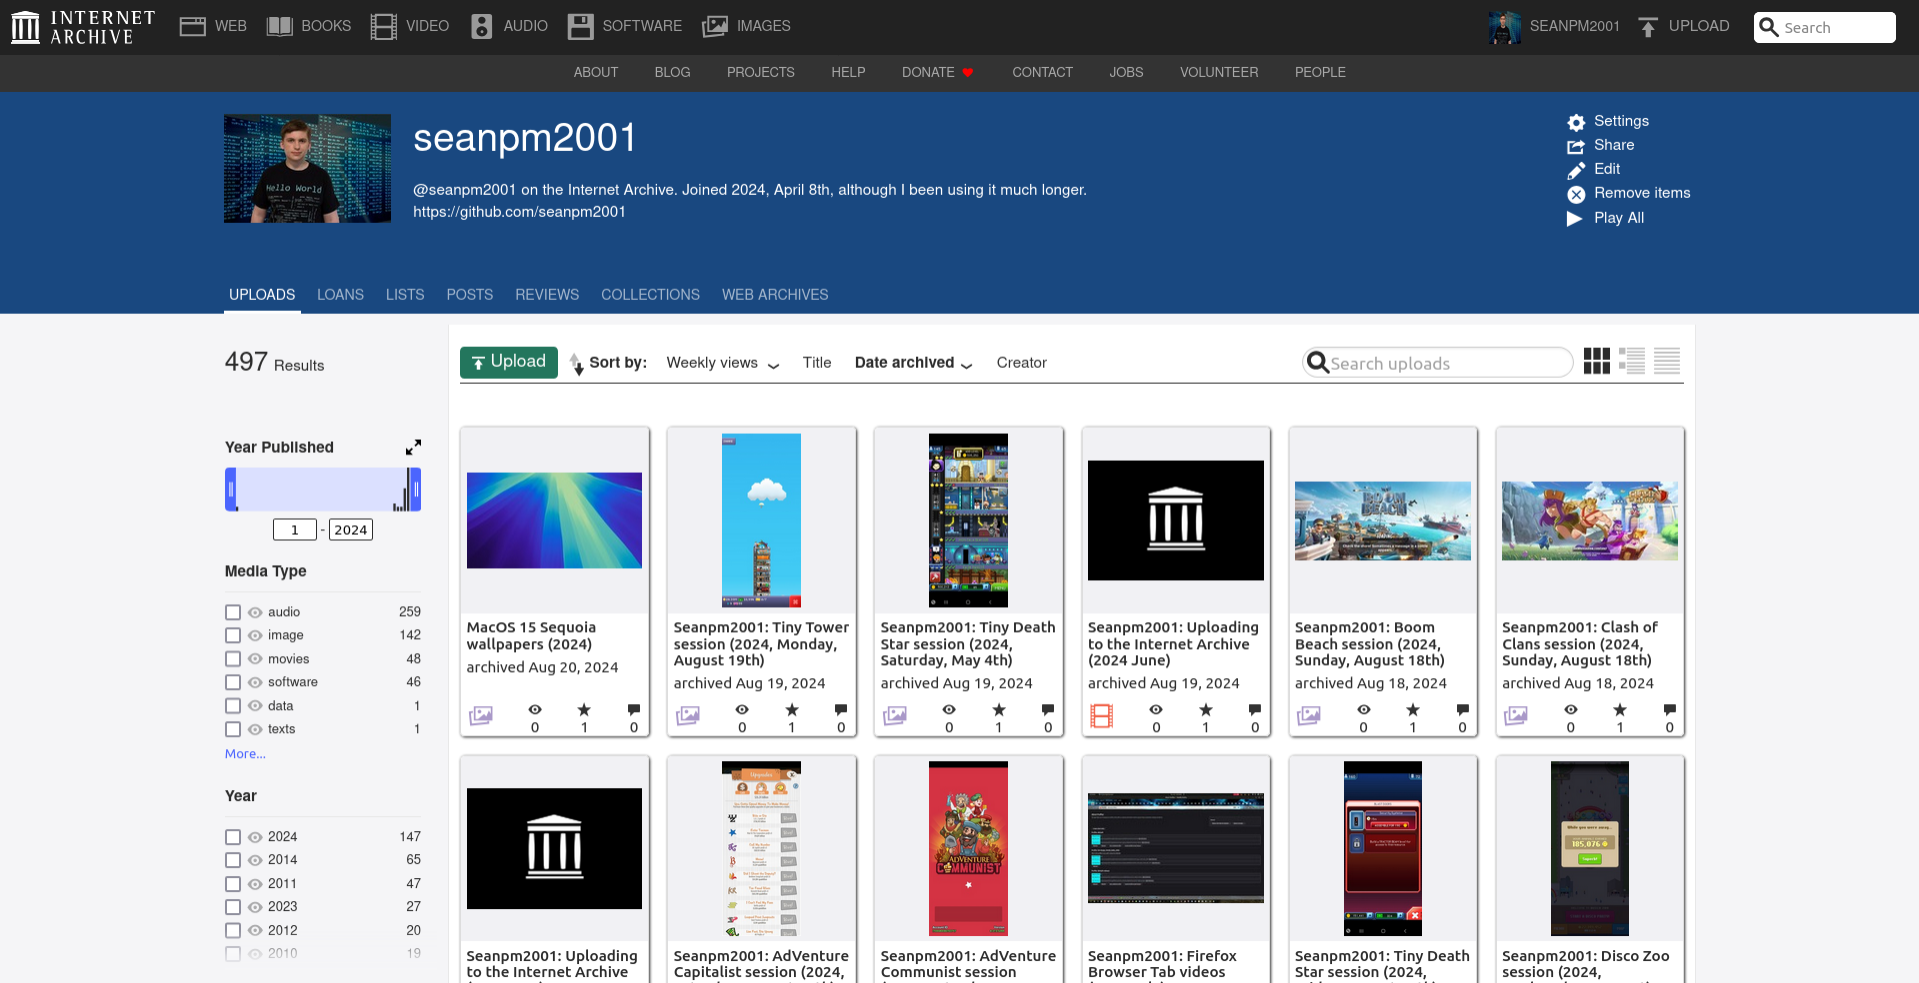 INTERNET ARCHIVE
WEB BOOKS VIDEO AUDIO SOFTWARE IMAGES SEANPM2001 UPLOAD Search
ABOUT BLOG PROJECTS HELP DONATE CONTACT JOBS VOLUNTEER PEOPLE
Hello World
seanpm2001
@seanpm2001 on the Internet Archive. Joined 2024, April 8th, although I been using it much longer.
https://github.com/seanpm2001
Settings
Share
Edit
Remove items
Play All
UPLOADS LOANS LISTS POSTS REVIEWS COLLECTIONS WEB ARCHIVES
497 Results
Upload Sort by: Weekly views Title Date archived Creator Search uploads
Year Published
1 - 2024
Media Type
audio 259
image 142
movies 48
software 46
data 1
texts 1
More...
Year
2024 147
2014 65
2011 47
2023 27
2012 20
2010 19
MacOS 15 Sequoia
wallpapers (2024)
archived Aug 20, 2024
0 1 0
Seanpm2001: Tiny Tower
session (2024, Monday,
August 19th)
archived Aug 19, 2024
0 1 0
Seanpm2001: Tiny Death
Star session (2024,
Saturday, May 4th)
archived Aug 19, 2024
0 1 0
Seanpm2001: Uploading
to the Internet Archive
(2024 June)
archived Aug 19, 2024
0 1 0
BOOM
BEACH
Seanpm2001: Boom
Beach session (2024,
Sunday, August 18th)
archived Aug 18, 2024
0 1 0
Seanpm2001: Clash of
Clans session (2024,
Sunday, August 18th)
archived Aug 18, 2024
0 1 0
Seanpm2001: Uploading
to the Internet Archive
Upgrades
Seanpm2001: AdVenture
Capitalist session (2024,
ADVENTURE
COMMUNIST
Seanpm2001: AdVenture
Communist session
Seanpm2001: Firefox
Browser Tab videos
Seanpm2001: Tiny Death
Star session (2024,
While you were away...
185,076
Seanpm2001: Disco Zoo
session (2024,